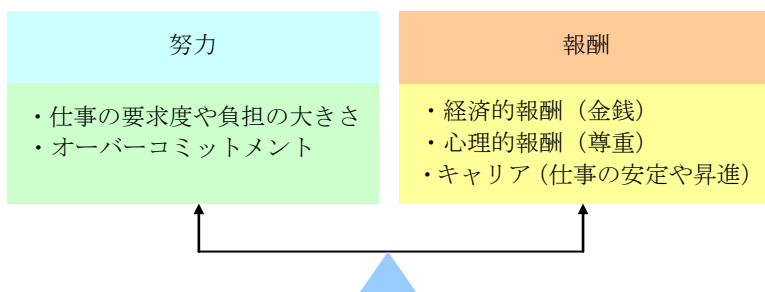 努力
・仕事の要求度や負担の大きさ
・オーバーコミットメント
報酬
・経済的報酬（金銭）
・心理的報酬（尊重）
・キャリア（仕事の安定や昇進）